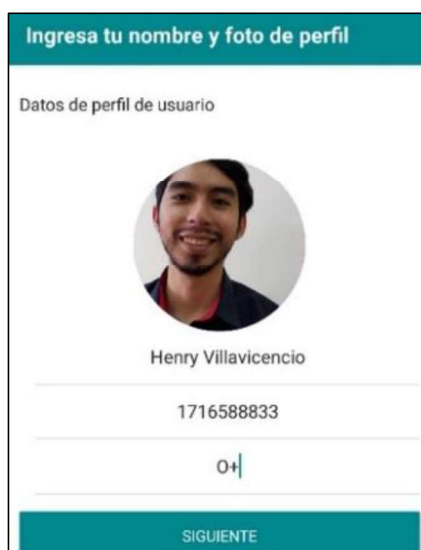 Ingresa tu nombre y foto de perfil
Datos de perfil de usuario
Henry Villavicencio
1716588833
O+
SIGUIENTE